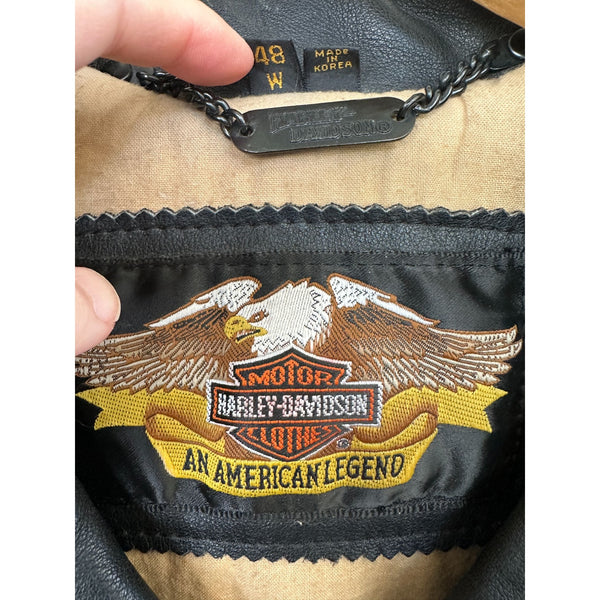 48
W
MADE
IN KOREA
HARLEY-
DAVIDSON®
MOTOR
HARLEY-DAVIDSON
CLOTHES
®
AN AMERICAN LEGEND